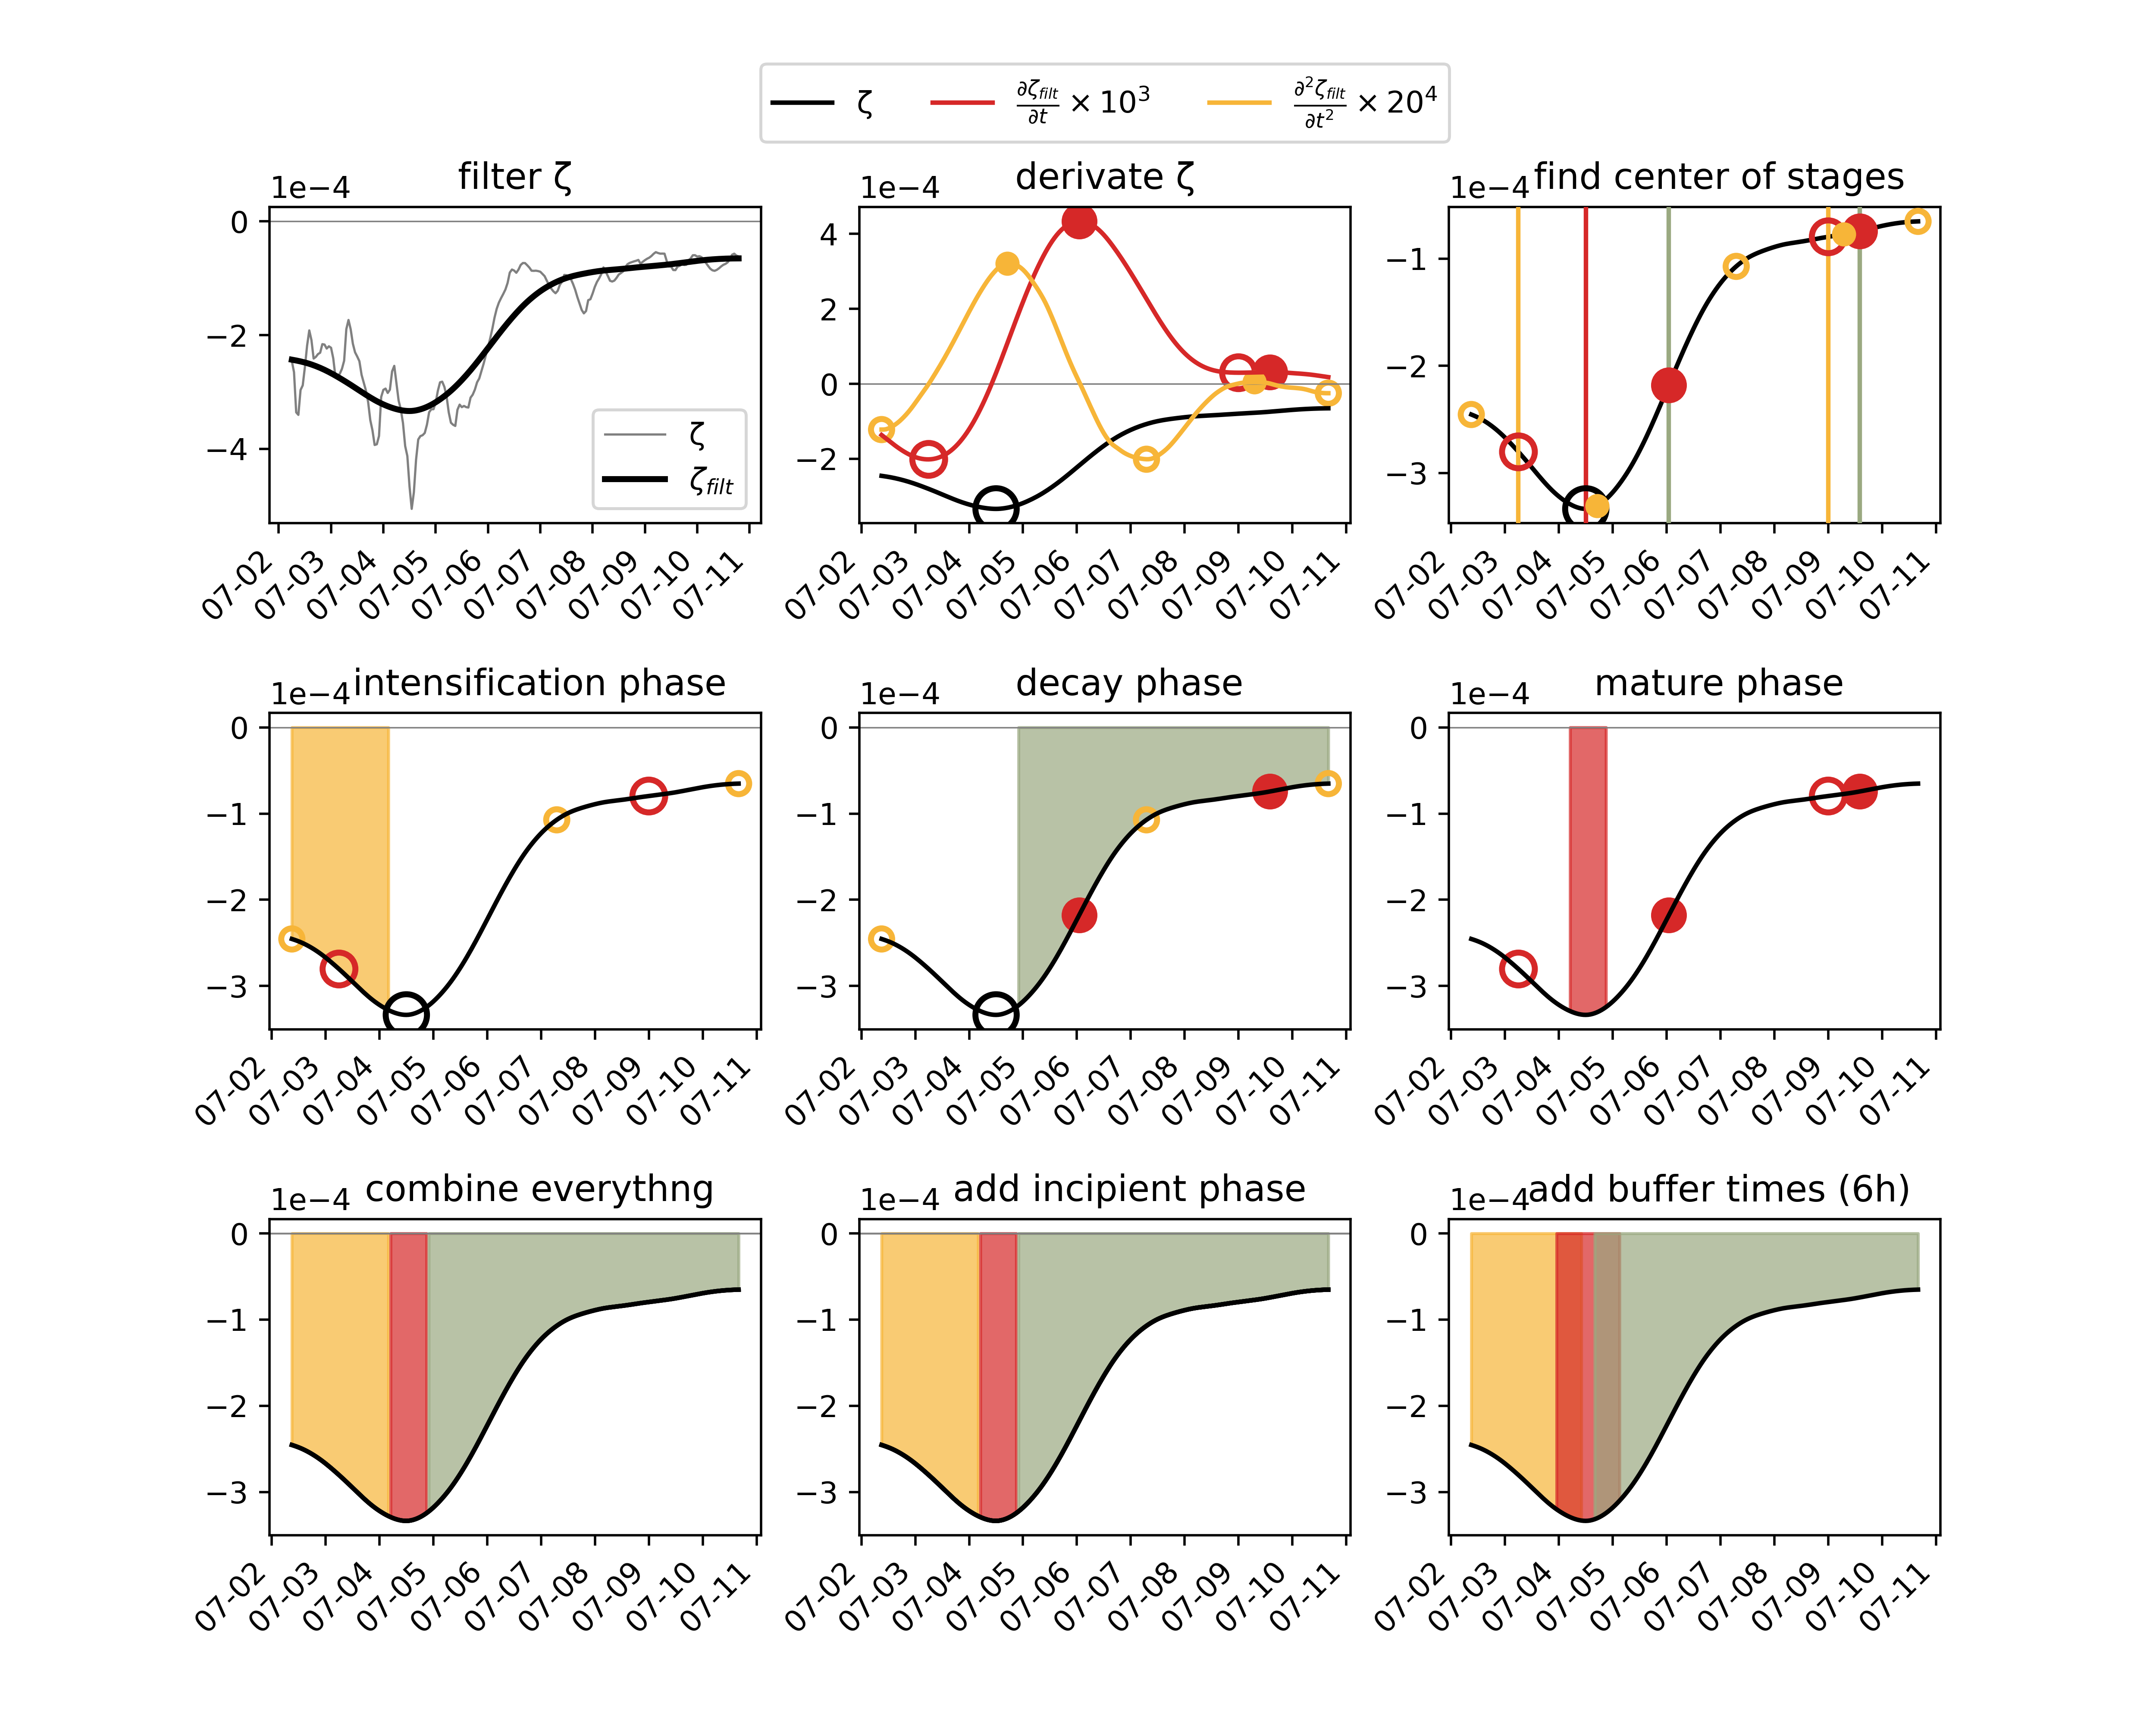 ζ ∂ζfilt/∂t × 10³ ∂²ζfilt/∂t² × 20⁴
filter ζ
1e−4
0
−2
−4
ζ
ζfilt
07-02 07-03 07-04 07-05 07-06 07-07 07-08 07-09 07-10 07-11
derivate ζ
1e−4
4
2
0
−2
07-02 07-03 07-04 07-05 07-06 07-07 07-08 07-09 07-10 07-11
find center of stages
1e−4
−1
−2
−3
07-02 07-03 07-04 07-05 07-06 07-07 07-08 07-09 07-10 07-11
intensification phase
1e−4
0
−1
−2
−3
07-02 07-03 07-04 07-05 07-06 07-07 07-08 07-09 07-10 07-11
decay phase
1e−4
0
−1
−2
−3
07-02 07-03 07-04 07-05 07-06 07-07 07-08 07-09 07-10 07-11
mature phase
1e−4
0
−1
−2
−3
07-02 07-03 07-04 07-05 07-06 07-07 07-08 07-09 07-10 07-11
combine everythng
1e−4
0
−1
−2
−3
07-02 07-03 07-04 07-05 07-06 07-07 07-08 07-09 07-10 07-11
add incipient phase
1e−4
0
−1
−2
−3
07-02 07-03 07-04 07-05 07-06 07-07 07-08 07-09 07-10 07-11
add buffer times (6h)
1e−4
0
−1
−2
−3
07-02 07-03 07-04 07-05 07-06 07-07 07-08 07-09 07-10 07-11